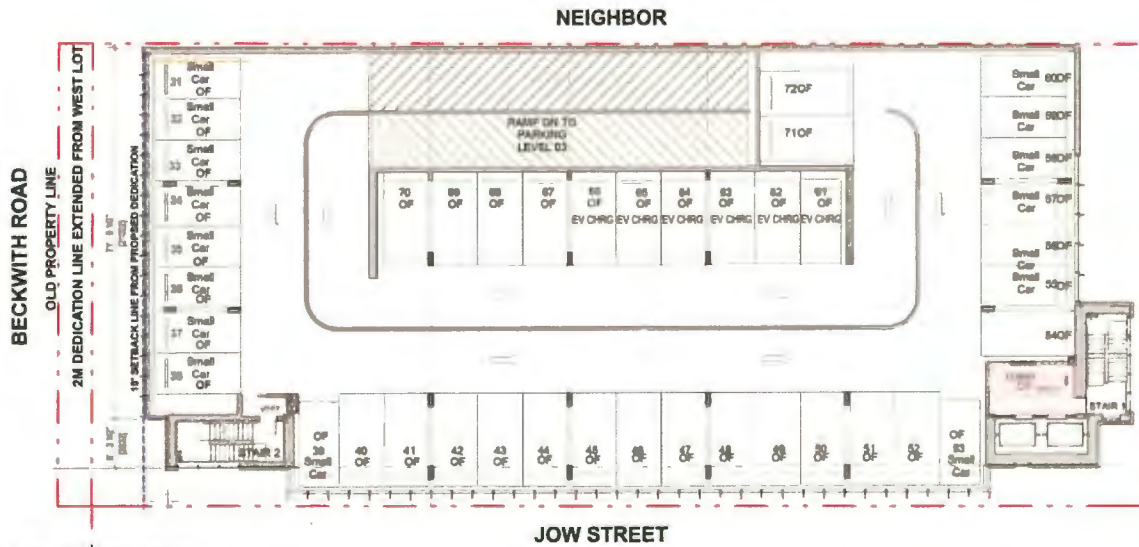 NEIGHBOR
BECKWITH ROAD
OLD PROPERTY LINE
2M DEDICATION LINE EXTENDED FROM WEST LOT
10" SETBACK LINE FROM PROPSED DEDICATION
31 Small Car OF
Small Car OF
33 Small Car OF
34 Small Car OF
35 Small Car OF
36 Small Car OF
37 Small Car OF
38 Small Car OF
RAMP ON TO
PARKING
LEVEL 03
72OF
71OF
70 OF
OF
OF
67 OF
OF EV CHRG
65 OF EV CHRG
64 OF EV CHRG
63 OF EV CHRG
62 OF EV CHRG
61 OF EV CHRG
Small Car 60OF
Small Car
Small Car 58OF
Small Car 57OF
Small Car 56OF
Small Car 55OF
54OF
STAIR 1
STAIR 2
OF 39 Small Car
40 OF
41 OF
42 OF
43 OF
44 OF
45 OF
46 OF
47 OF
48 OF
49 OF
50 OF
51 OF
52 OF
OF 53 Small Car
JOW STREET